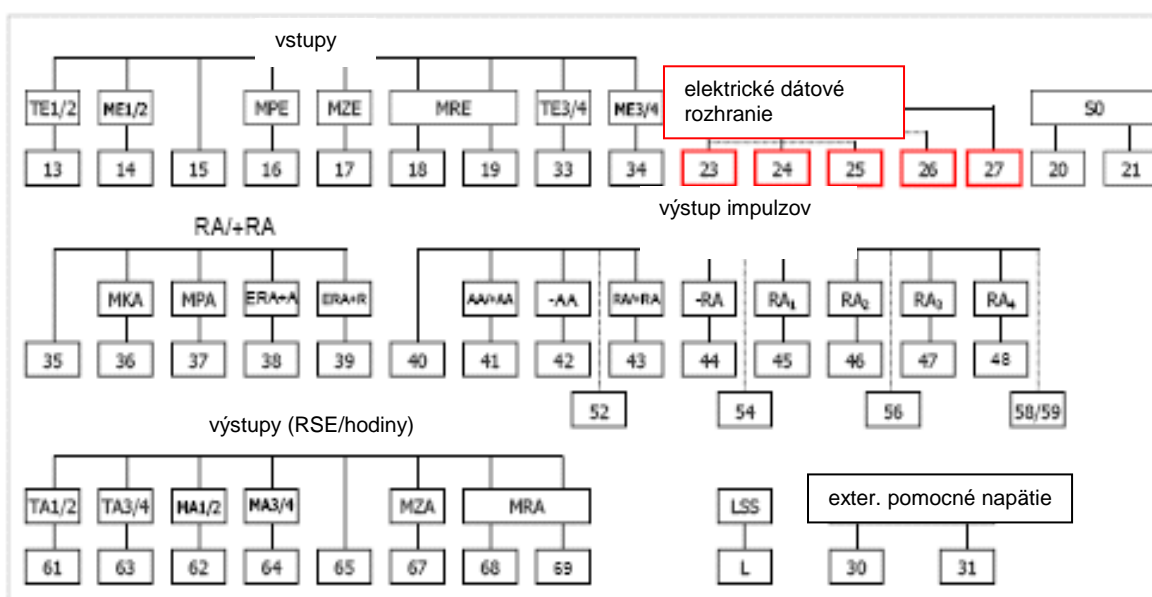 vstupy
elektrické dátové
rozhranie
TE1/2 ME1/2 MPE MZE MRE TE3/4 ME3/4 S0
13 14 15 16 17 18 19 33 34 23 24 25 26 27 20 21
výstup impulzov
RA/+RA
MKA MPA ERA+A ERA+R AA/+AA -AA RA/+RA -RA RA₁ RA₂ RA₃ RA₄
35 36 37 38 39 40 41 42 43 44 45 46 47 48
52 54 56 58/59
výstupy (RSE/hodiny)
TA1/2 TA3/4 MA1/2 MA3/4 MZA MRA LSS exter. pomocné napätie
61 63 62 64 65 67 68 69 L 30 31